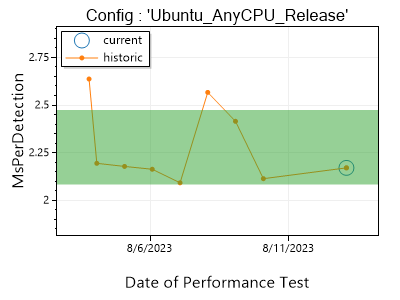 Config : 'Ubuntu_AnyCPU_Release'
current
historic
2.75
2.5
2.25
2
MsPerDetection
8/6/2023
8/11/2023
Date of Performance Test